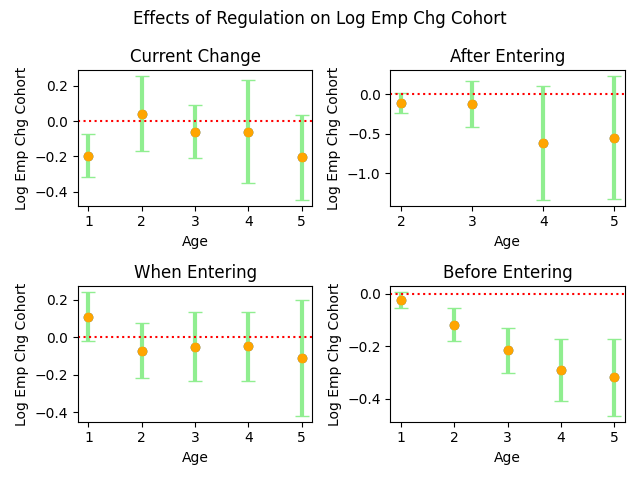 Effects of Regulation on Log Emp Chg Cohort
Current Change
Log Emp Chg Cohort
0.2
0.0
−0.2
−0.4
1 2 3 4 5
Age
After Entering
Log Emp Chg Cohort
0.0
−0.5
−1.0
2 3 4 5
Age
When Entering
Log Emp Chg Cohort
0.2
0.0
−0.2
−0.4
1 2 3 4 5
Age
Before Entering
Log Emp Chg Cohort
0.0
−0.2
−0.4
1 2 3 4 5
Age